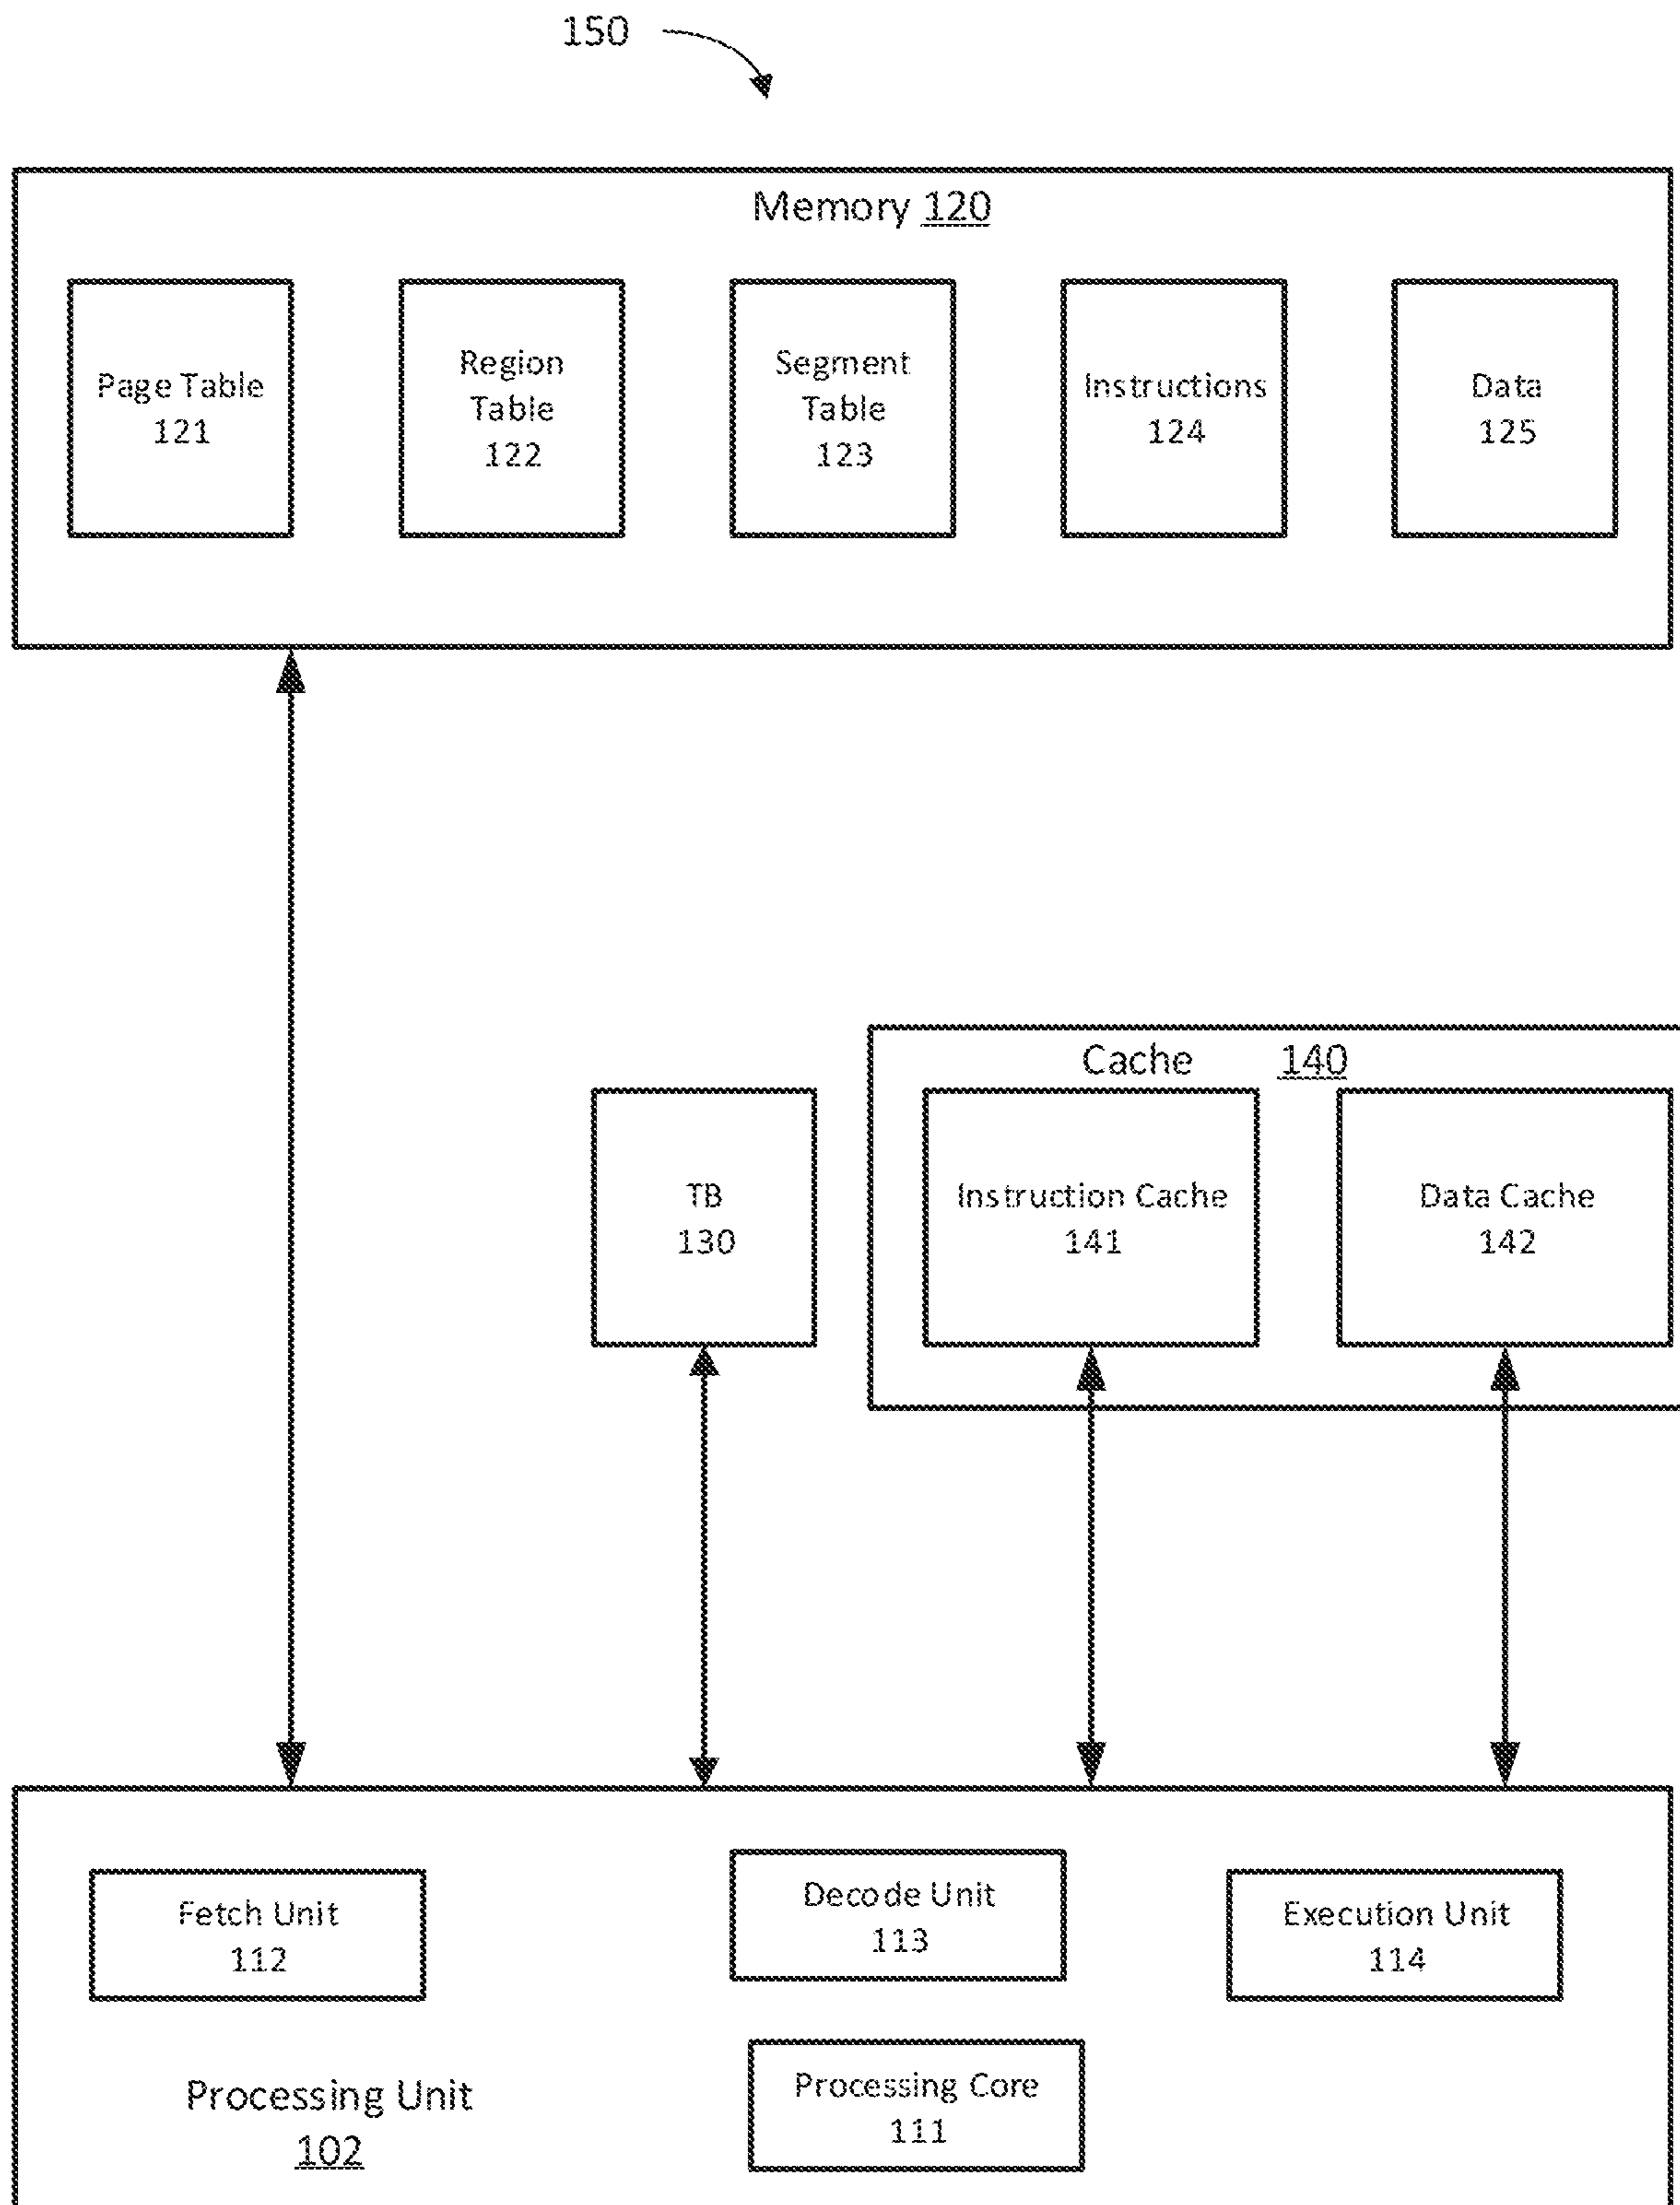 150
Memory 120
Page Table
121
Region
Table
122
Segment
Table
123
Instructions
124
Data
125
Cache 140
TB
130
Instruction Cache
141
Data Cache
142
Fetch Unit
112
Decode Unit
113
Execution Unit
114
Processing Unit
102
Processing Core
111